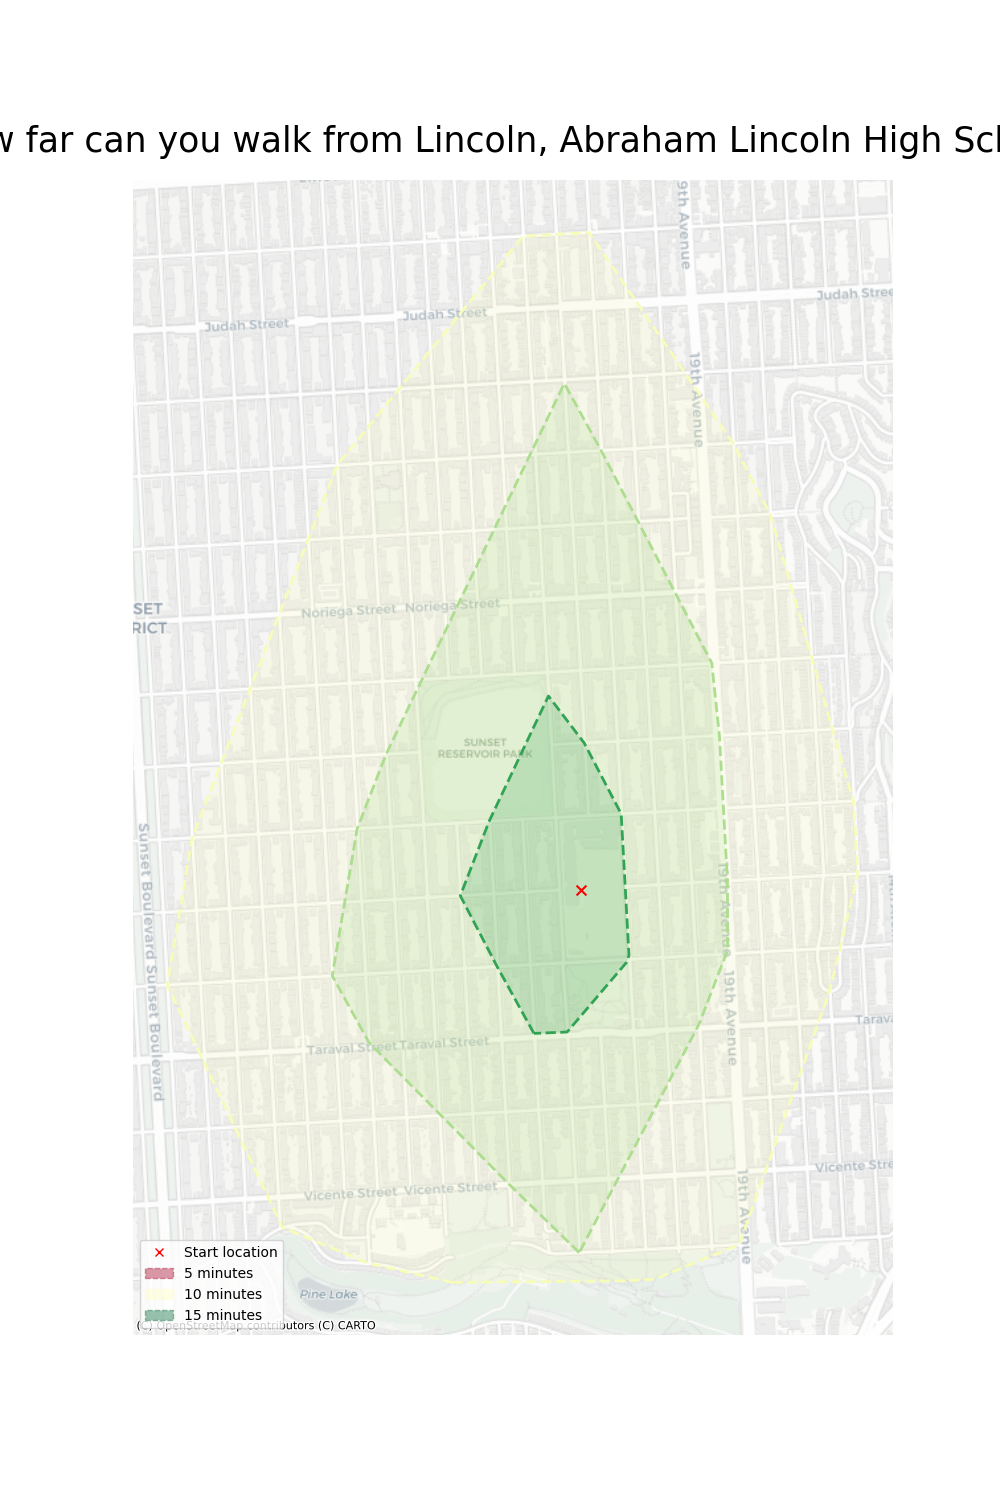 w far can you walk from Lincoln, Abraham Lincoln High Sch
19th Avenue
Judah Street
Judah Street
Judah Stree
19th Avenue
Noriega Street Noriega Street
SET
RICT
SUNSET
RESERVOIR PARK
Sunset Boulevard Sunset Boulevard
19th Avenue 19th Avenue
Tarava
Taraval Street Taraval Street
Vicente Stre
Vicente Street Vicente Street
19th Avenue
Pine Lake
Start location
5 minutes
10 minutes
15 minutes
(C) OpenStreetMap contributors (C) CARTO